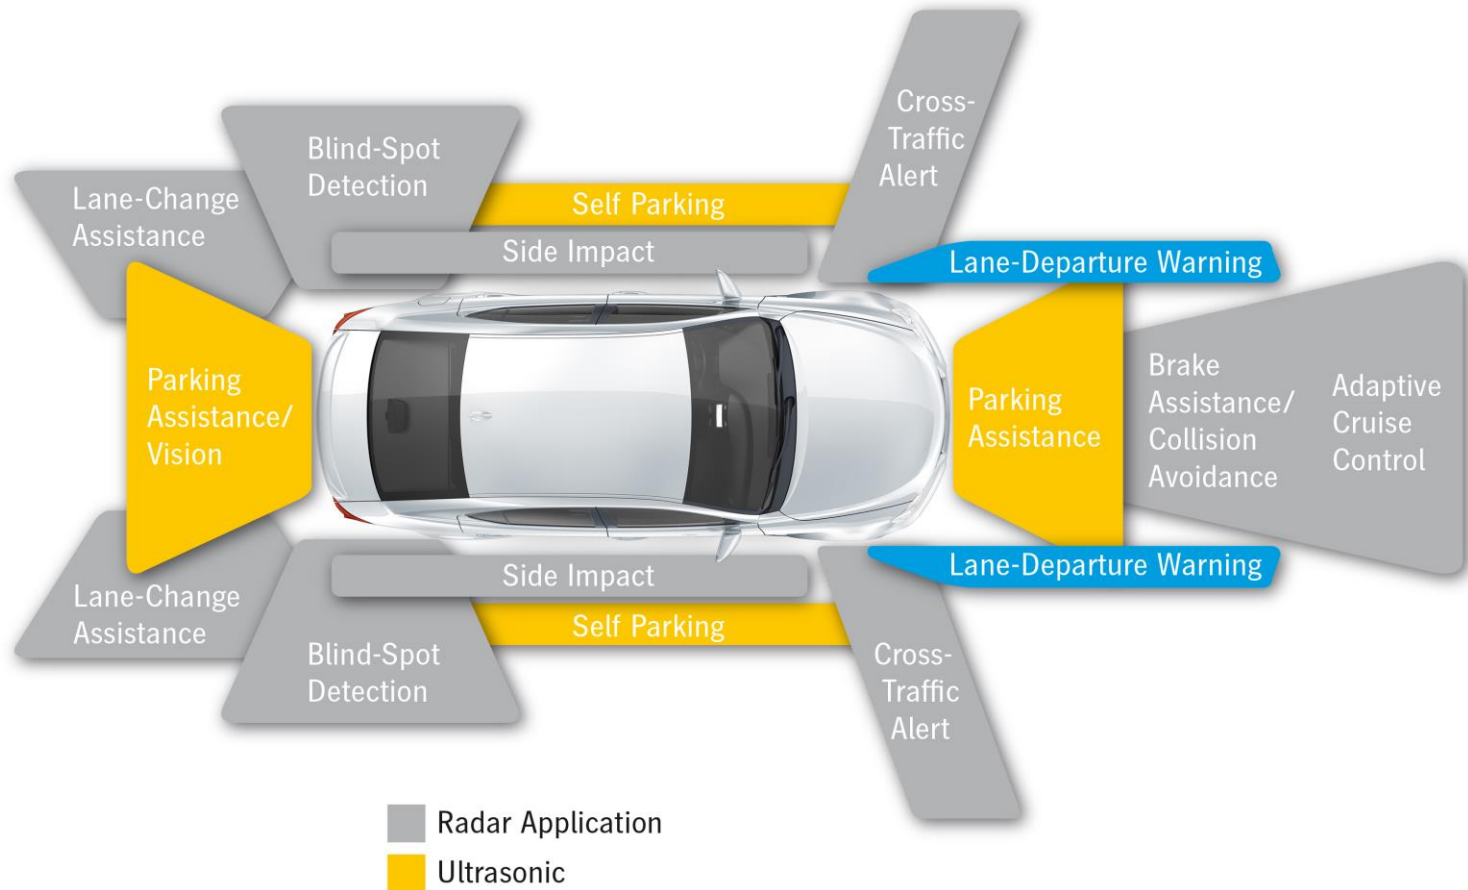 Cross-
Traffic
Alert
Blind-Spot
Detection
Lane-Change
Assistance
Self Parking
Side Impact
Lane-Departure Warning
Parking
Assistance/
Vision
Parking
Assistance
Brake
Assistance/
Collision
Avoidance
Adaptive
Cruise
Control
Side Impact
Lane-Departure Warning
Lane-Change
Assistance
Self Parking
Blind-Spot
Detection
Cross-
Traffic
Alert
Radar Application
Ultrasonic